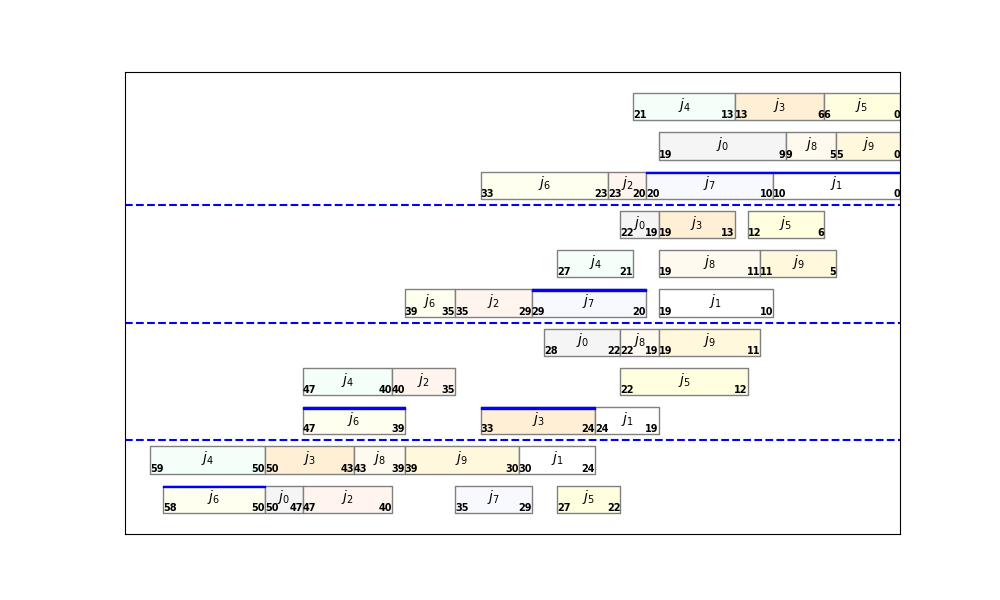 j4 j3 j5
21 13 13 6 6 0
j0 j8 j9
19 9 9 5 5 0
j6 j2 j7 j1
33 23 23 20 20 10 10 0
j0 j3 j5
22 19 19 13 12 6
j4 j8 j9
27 21 19 11 11 5
j6 j2 j7 j1
39 35 35 29 29 20 19 10
j0 j8 j9
28 22 22 19 19 11
j4 j2 j5
47 40 40 35 22 12
j6 j3 j1
47 39 33 24 24 19
j4 j3 j8 j9 j1
59 50 50 43 43 39 39 30 30 24
j6 j0 j2 j7 j5
58 50 50 47 47 40 35 29 27 22